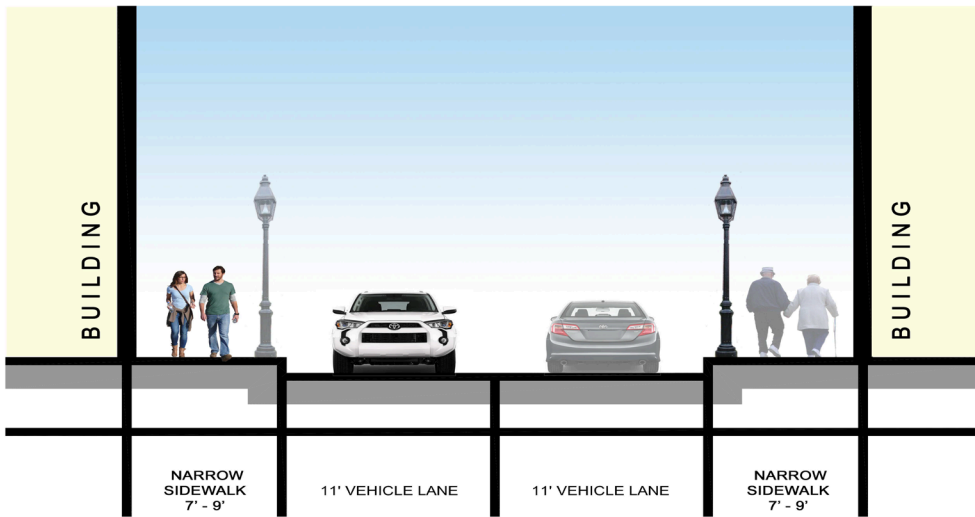 BUILDING
BUILDING
NARROW
SIDEWALK
7' - 9'
11' VEHICLE LANE
11' VEHICLE LANE
NARROW
SIDEWALK
7' - 9'